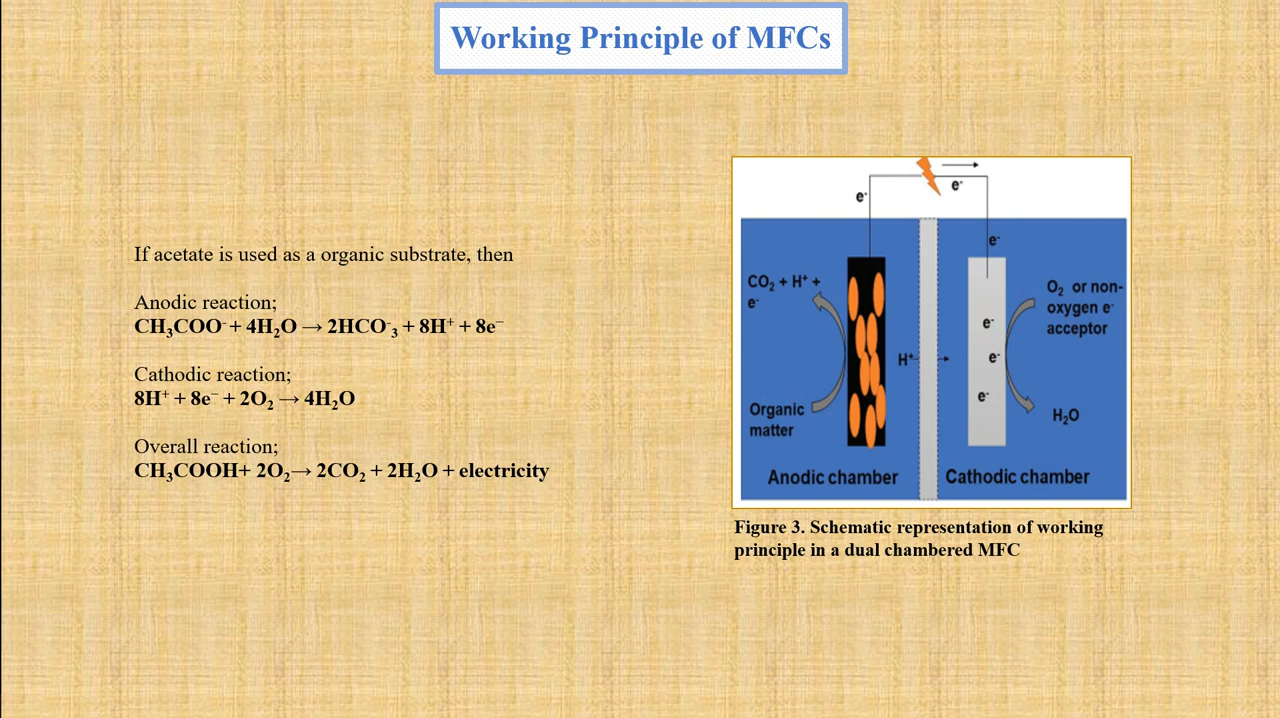 Working Principle of MFCs
If acetate is used as a organic substrate, then
Anodic reaction;
CH₃COO⁻ + 4H₂O → 2HCO⁻₃ + 8H⁺ + 8e⁻
Cathodic reaction;
8H⁺ + 8e⁻ + 2O₂ → 4H₂O
Overall reaction;
CH₃COOH+ 2O₂→ 2CO₂ + 2H₂O + electricity
e⁻
e⁻
e⁻
CO₂ + H⁺ +
e⁻
O₂ or non-
oxygen e⁻
acceptor
e⁻
H⁺
e⁻
e⁻
Organic
matter
H₂O
Anodic chamber
Cathodic chamber
Figure 3. Schematic representation of working
principle in a dual chambered MFC